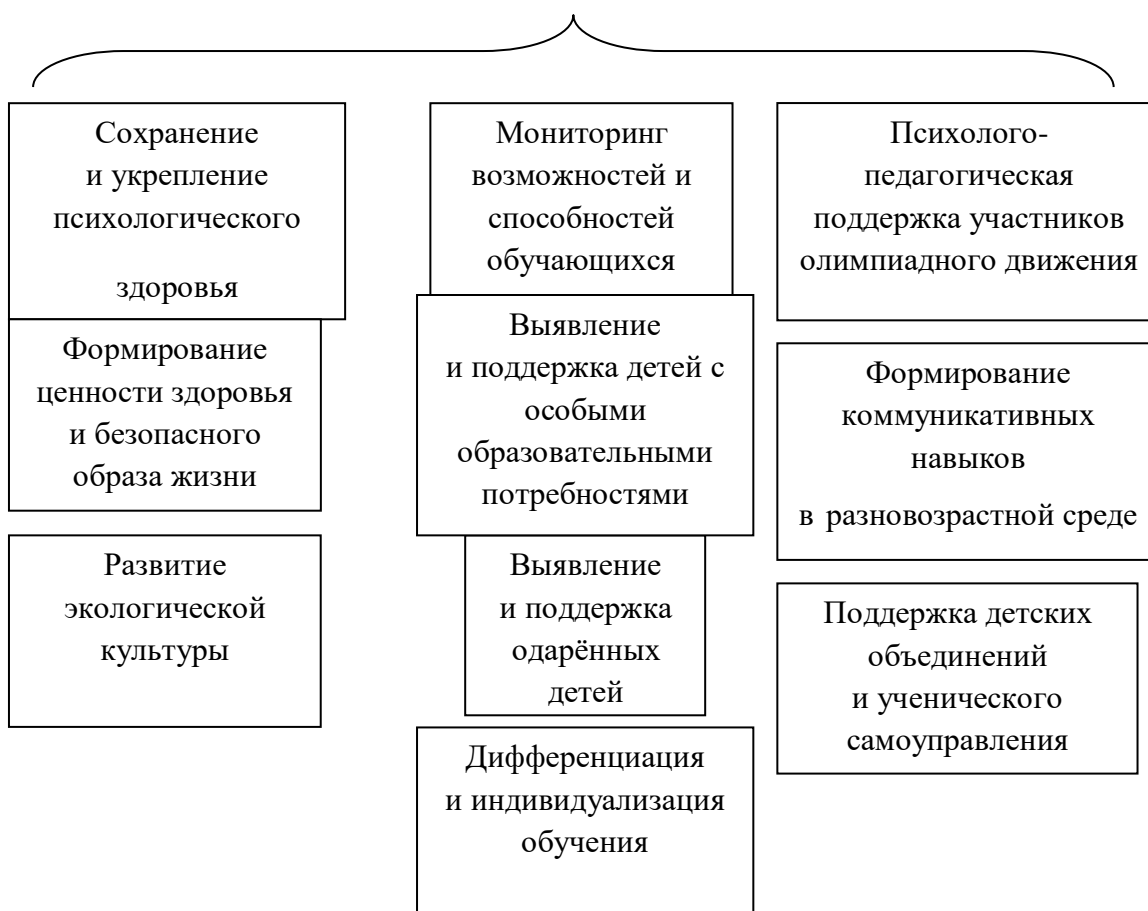 Сохранение
и укрепление
психологического
здоровья
Формирование
ценности здоровья
и безопасного
образа жизни
Развитие
экологической
культуры
Мониторинг
возможностей и
способностей
обучающихся
Выявление
и поддержка детей с
особыми
образовательными
потребностями
Выявление
и поддержка
одарённых
детей
Дифференциация
и индивидуализация
обучения
Психолого-
педагогическая
поддержка участников
олимпиадного движения
Формирование
коммуникативных
навыков
в разновозрастной среде
Поддержка детских
объединений
и ученического
самоуправления